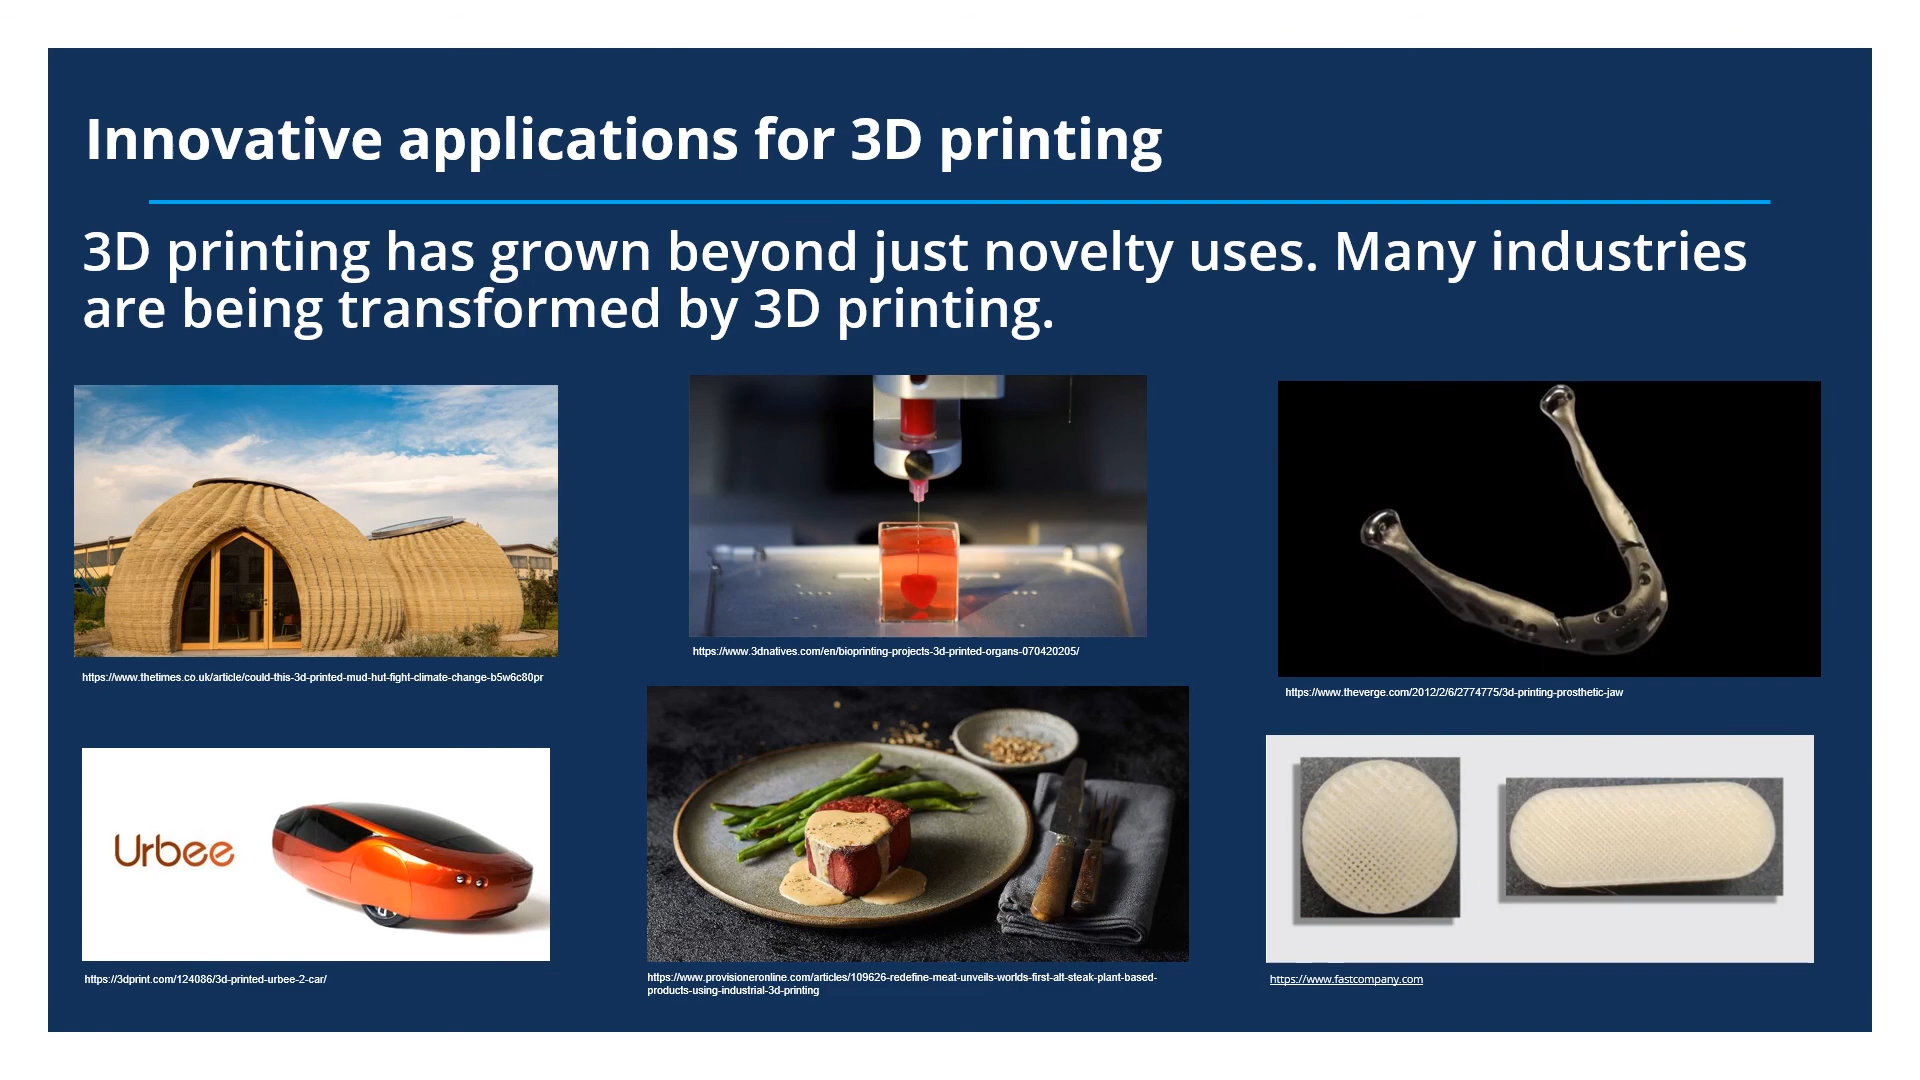 Innovative applications for 3D printing
3D printing has grown beyond just novelty uses. Many industries
are being transformed by 3D printing.
https://www.thetimes.co.uk/article/could-this-3d-printed-mud-hut-fight-climate-change-b5w6c80pr
https://www.3dnatives.com/en/bioprinting-projects-3d-printed-organs-070420205/
https://www.theverge.com/2012/2/6/2774775/3d-printing-prosthetic-jaw
Urbee
https://3dprint.com/124086/3d-printed-urbee-2-car/
https://www.provisioneronline.com/articles/109626-redefine-meat-unveils-worlds-first-alt-steak-plant-based-
products-using-industrial-3d-printing
https://www.fastcompany.com